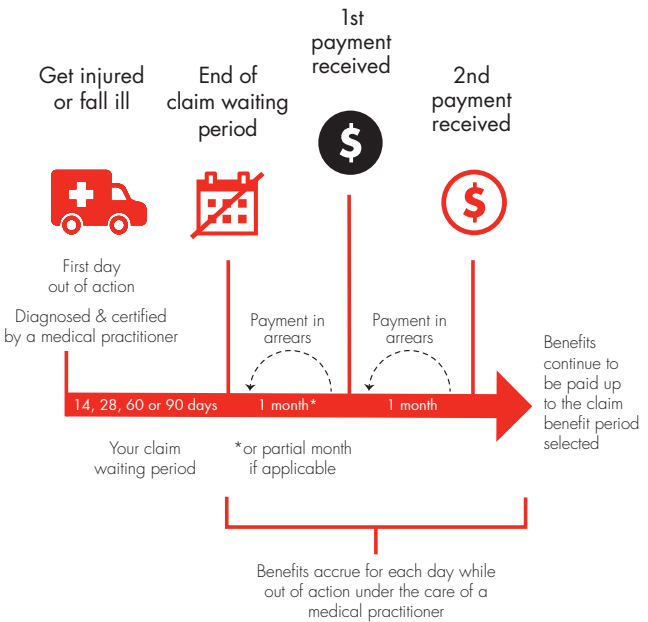 Get injured
or fall ill
End of
claim waiting
period
1st
payment
received
2nd
payment
received
$
$
First day
out of action
Diagnosed & certified
by a medical practitioner
Payment in
arrears
Payment in
arrears
14, 28, 60 or 90 days
1 month*
1 month
Benefits
continue to
be paid up
to the claim
benefit period
selected
Your claim
waiting period
*or partial month
if applicable
Benefits accrue for each day while
out of action under the care of a
medical practitioner